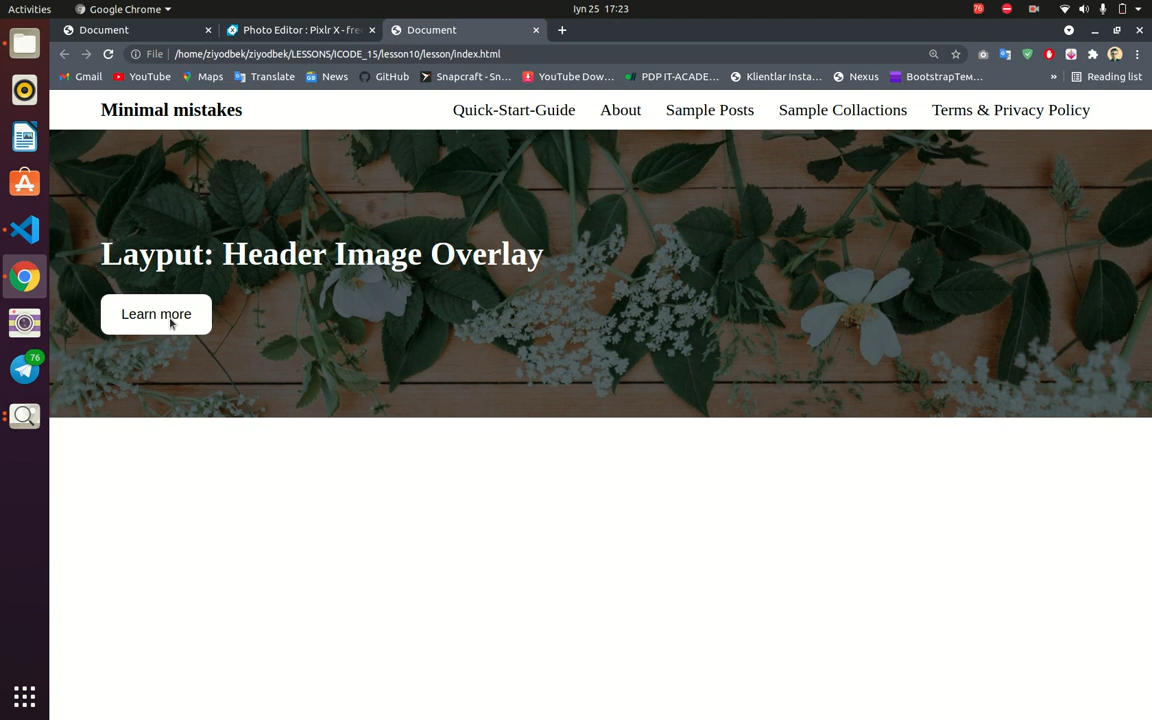 Activities Google Chrome Iyn 25 17:23 76
Document Photo Editor : Pixlr X - fre Document
File /home/ziyodbek/ziyodbek/LESSONS/ICODE_15/lesson10/lesson/index.html
Gmail YouTube Maps Translate News GitHub Snapcraft - Sn... YouTube Dow... PDP IT-ACADE... Klientlar Insta... Nexus BootstrapTem... » Reading list
Minimal mistakes Quick-Start-Guide About Sample Posts Sample Collactions Terms & Privacy Policy
Layput: Header Image Overlay
Learn more
76